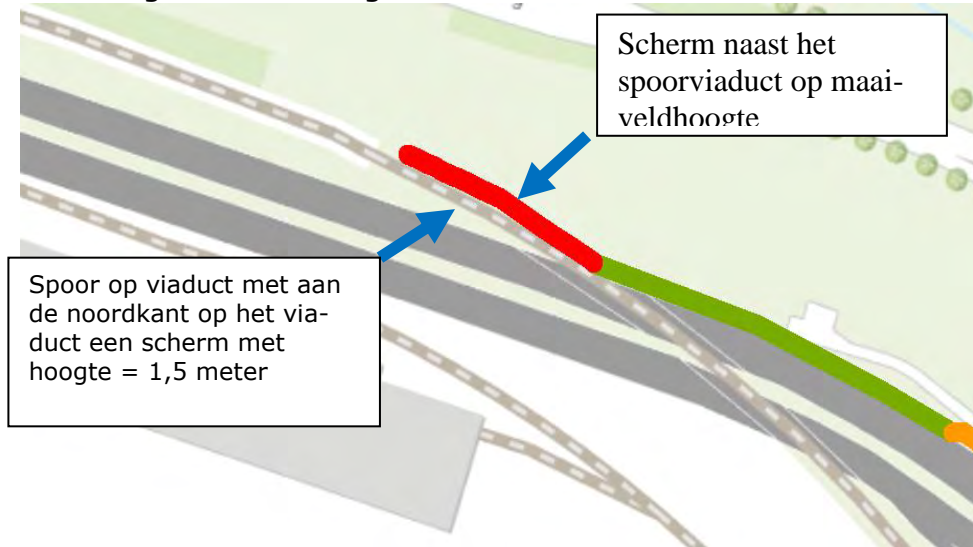 Scherm naast het
spoorviaduct op maai-
veldhoogte
Spoor op viaduct met aan
de noordkant op het via-
duct een scherm met
hoogte = 1,5 meter